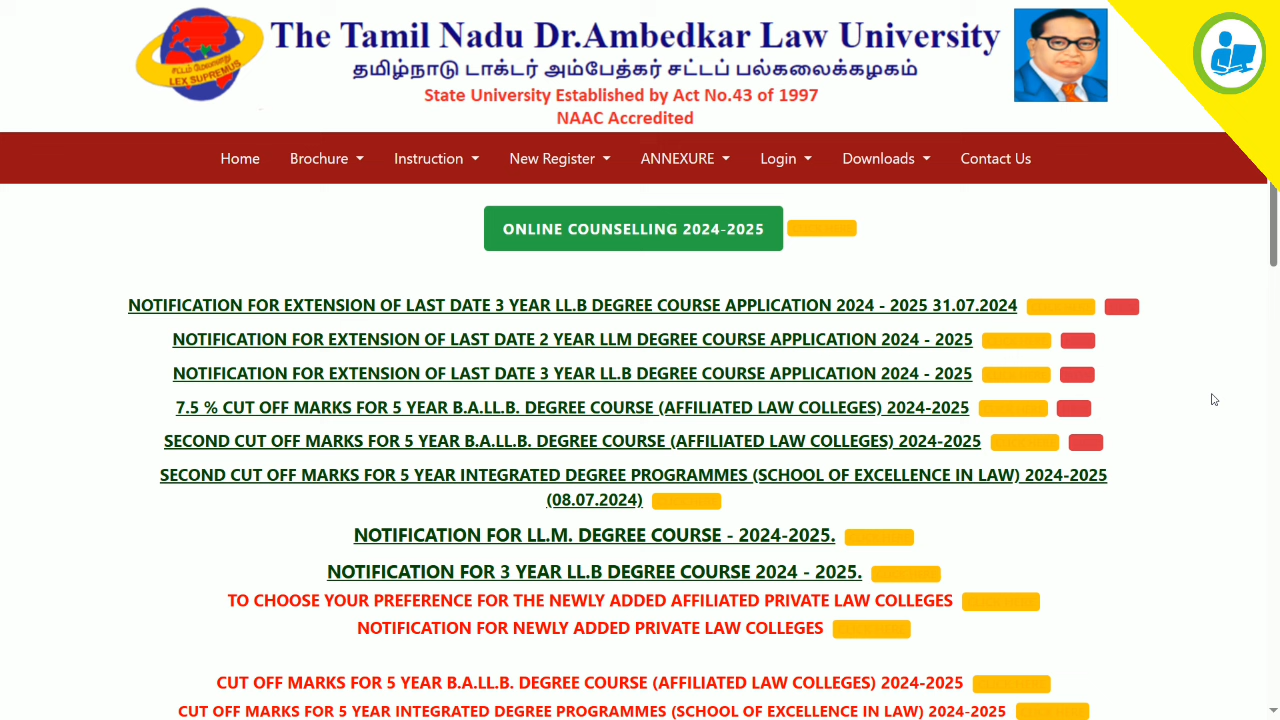 The Tamil Nadu Dr.Ambedkar Law University
தமிழ்நாடு டாக்டர் அம்பேத்கர் சட்டப் பல்கலைக்கழகம்
State University Established by Act No.43 of 1997
NAAC Accredited
LEX SUPREMUS
Home Brochure Instruction New Register ANNEXURE Login Downloads Contact Us
ONLINE COUNSELLING 2024-2025
NOTIFICATION FOR EXTENSION OF LAST DATE 3 YEAR LL.B DEGREE COURSE APPLICATION 2024 - 2025 31.07.2024
NOTIFICATION FOR EXTENSION OF LAST DATE 2 YEAR LLM DEGREE COURSE APPLICATION 2024 - 2025
NOTIFICATION FOR EXTENSION OF LAST DATE 3 YEAR LL.B DEGREE COURSE APPLICATION 2024 - 2025
7.5 % CUT OFF MARKS FOR 5 YEAR B.A.LL.B. DEGREE COURSE (AFFILIATED LAW COLLEGES) 2024-2025
SECOND CUT OFF MARKS FOR 5 YEAR B.A.LL.B. DEGREE COURSE (AFFILIATED LAW COLLEGES) 2024-2025
SECOND CUT OFF MARKS FOR 5 YEAR INTEGRATED DEGREE PROGRAMMES (SCHOOL OF EXCELLENCE IN LAW) 2024-2025
(08.07.2024)
NOTIFICATION FOR LL.M. DEGREE COURSE - 2024-2025.
NOTIFICATION FOR 3 YEAR LL.B DEGREE COURSE 2024 - 2025.
TO CHOOSE YOUR PREFERENCE FOR THE NEWLY ADDED AFFILIATED PRIVATE LAW COLLEGES
NOTIFICATION FOR NEWLY ADDED PRIVATE LAW COLLEGES
CUT OFF MARKS FOR 5 YEAR B.A.LL.B. DEGREE COURSE (AFFILIATED LAW COLLEGES) 2024-2025
CUT OFF MARKS FOR 5 YEAR INTEGRATED DEGREE PROGRAMMES (SCHOOL OF EXCELLENCE IN LAW) 2024-2025